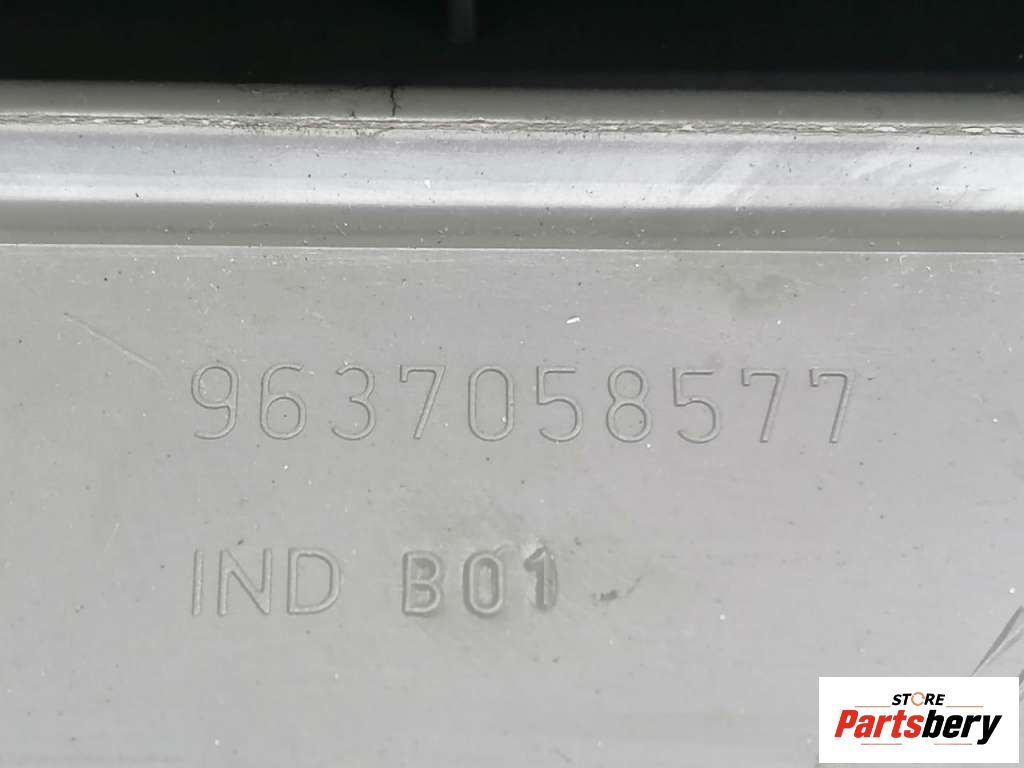 9637058577
IND B01
STORE
Partsbery